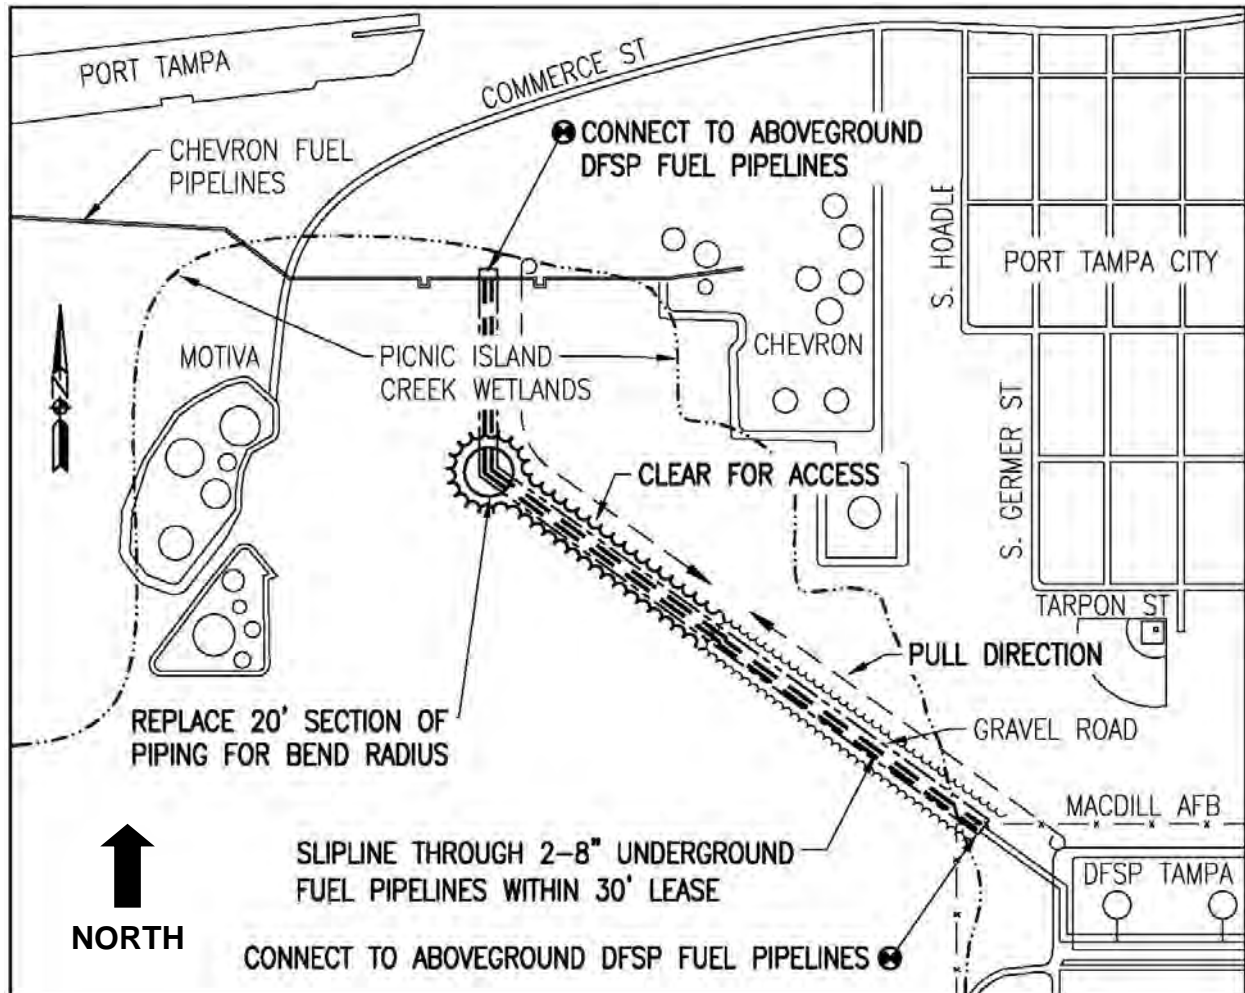 PORT TAMPA
COMMERCE ST
CONNECT TO ABOVEGROUND
DFSP FUEL PIPELINES
CHEVRON FUEL
PIPELINES
S. HOADLE
PORT TAMPA CITY
N
MOTIVA
PICNIC ISLAND
CREEK WETLANDS
CHEVRON
S. GERMER ST.
CLEAR FOR ACCESS
TARPON ST
PULL DIRECTION
REPLACE 20' SECTION OF
PIPING FOR BEND RADIUS
GRAVEL ROAD
MACDILL AFB
SLIPLINE THROUGH 2-8" UNDERGROUND
FUEL PIPELINES WITHIN 30' LEASE
DFSP TAMPA
NORTH
CONNECT TO ABOVEGROUND DFSP FUEL PIPELINES